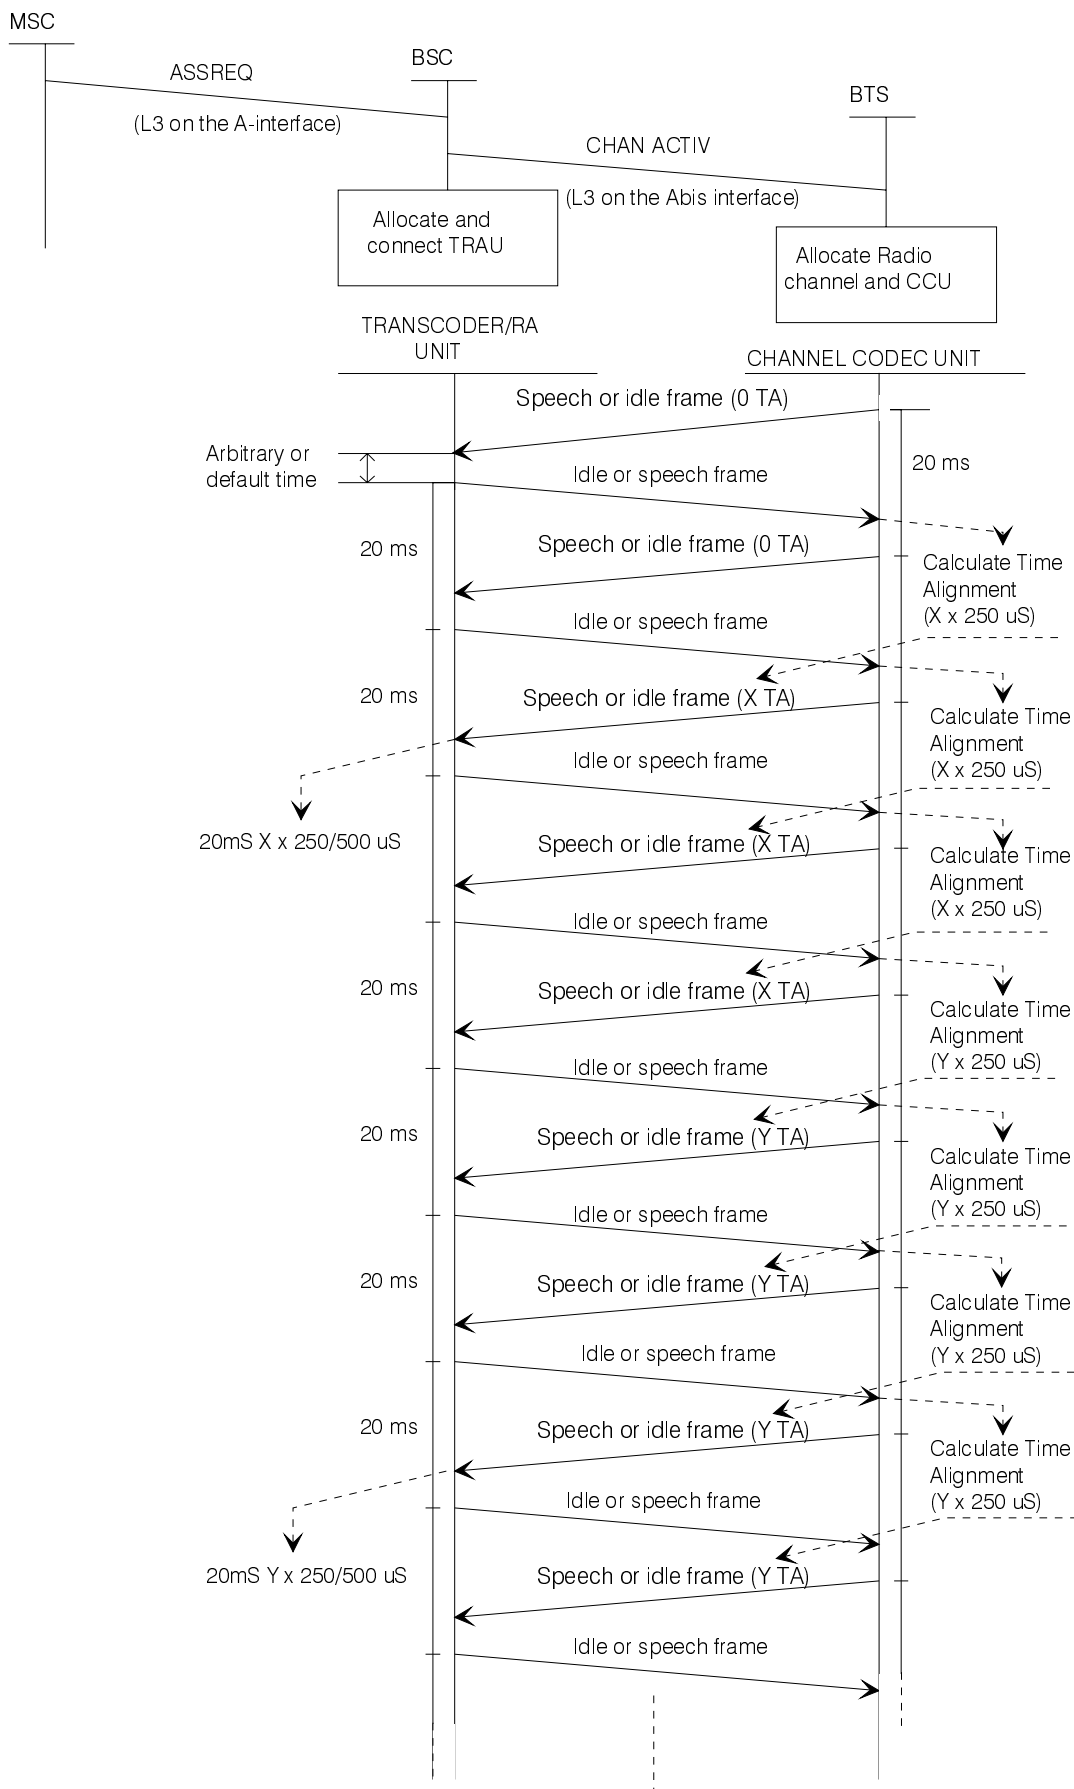 MSC
BSC
ASSREQ
BTS
(L3 on the A-interface)
CHAN ACTIV
(L3 on the Abis interface)
Allocate and
connect TRAU
Allocate Radio
channel and CCU
TRANSCODER/RA
UNIT
CHANNEL CODEC UNIT
Speech or idle frame (0 TA)
Arbitrary or
default time
20 ms
Idle or speech frame
20 ms
Speech or idle frame (0 TA)
Calculate Time
Alignment
(X x 250 uS)
Idle or speech frame
20 ms
Speech or idle frame (X TA)
Calculate Time
Alignment
(X x 250 uS)
Idle or speech frame
20mS X x 250/500 uS
Speech or idle frame (X TA)
Calculate Time
Alignment
(X x 250 uS)
Idle or speech frame
20 ms
Speech or idle frame (X TA)
Calculate Time
Alignment
(Y x 250 uS)
Idle or speech frame
20 ms
Speech or idle frame (Y TA)
Calculate Time
Alignment
(Y x 250 uS)
Idle or speech frame
20 ms
Speech or idle frame (Y TA)
Calculate Time
Alignment
(Y x 250 uS)
Idle or speech frame
20 ms
Speech or idle frame (Y TA)
Calculate Time
Alignment
(Y x 250 uS)
Idle or speech frame
20mS Y x 250/500 uS
Speech or idle frame (Y TA)
Idle or speech frame